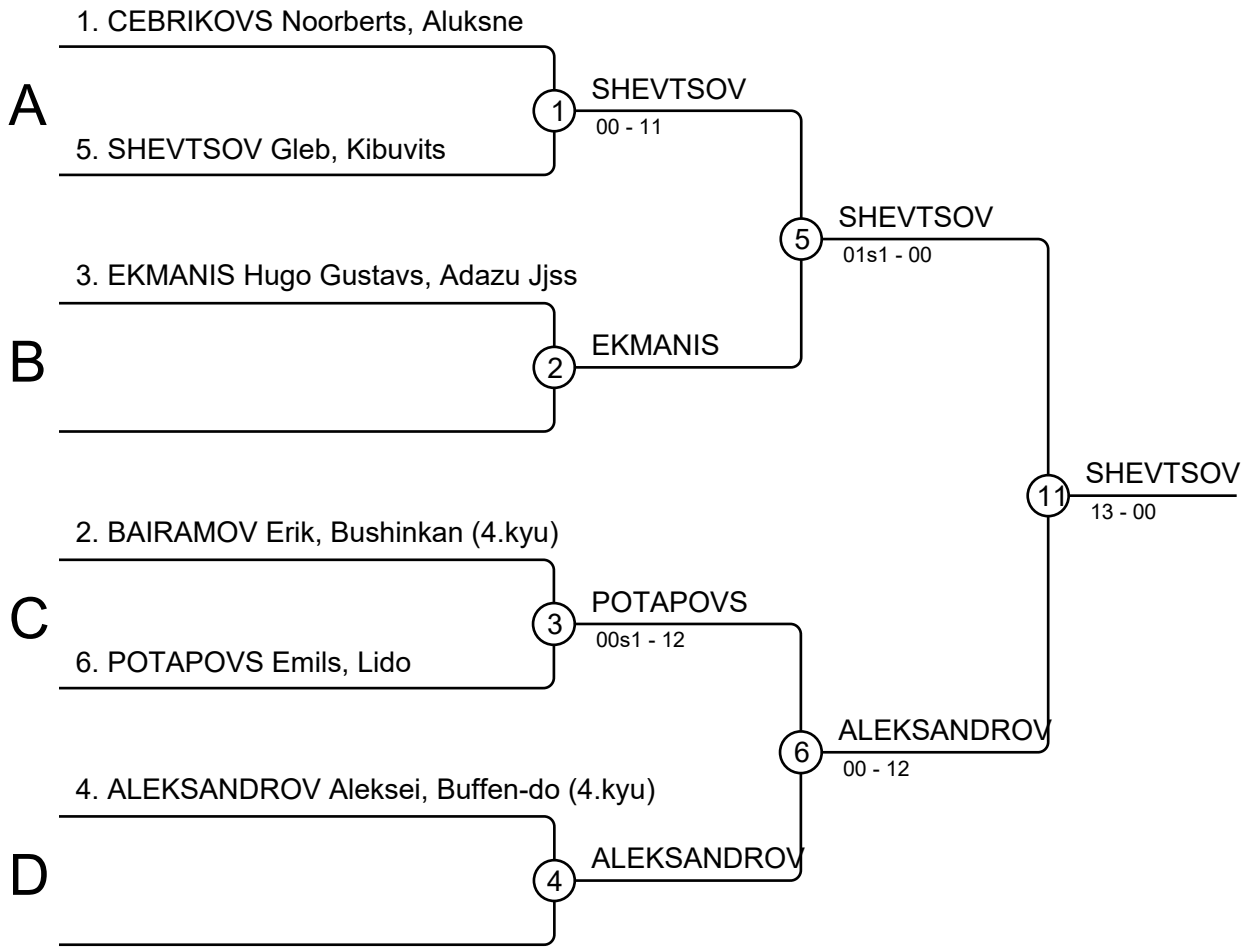 1. CEBRIKOVS Noorberts, Aluksne
A
1
SHEVTSOV
00 - 11
5. SHEVTSOV Gleb, Kibuvits
5
SHEVTSOV
01s1 - 00
3. EKMANIS Hugo Gustavs, Adazu Jjss
B
2
EKMANIS
11
SHEVTSOV
13 - 00
2. BAIRAMOV Erik, Bushinkan (4.kyu)
C
3
POTAPOVS
00s1 - 12
6. POTAPOVS Emils, Lido
6
ALEKSANDROV
00 - 12
4. ALEKSANDROV Aleksei, Buffen-do (4.kyu)
D
4
ALEKSANDROV